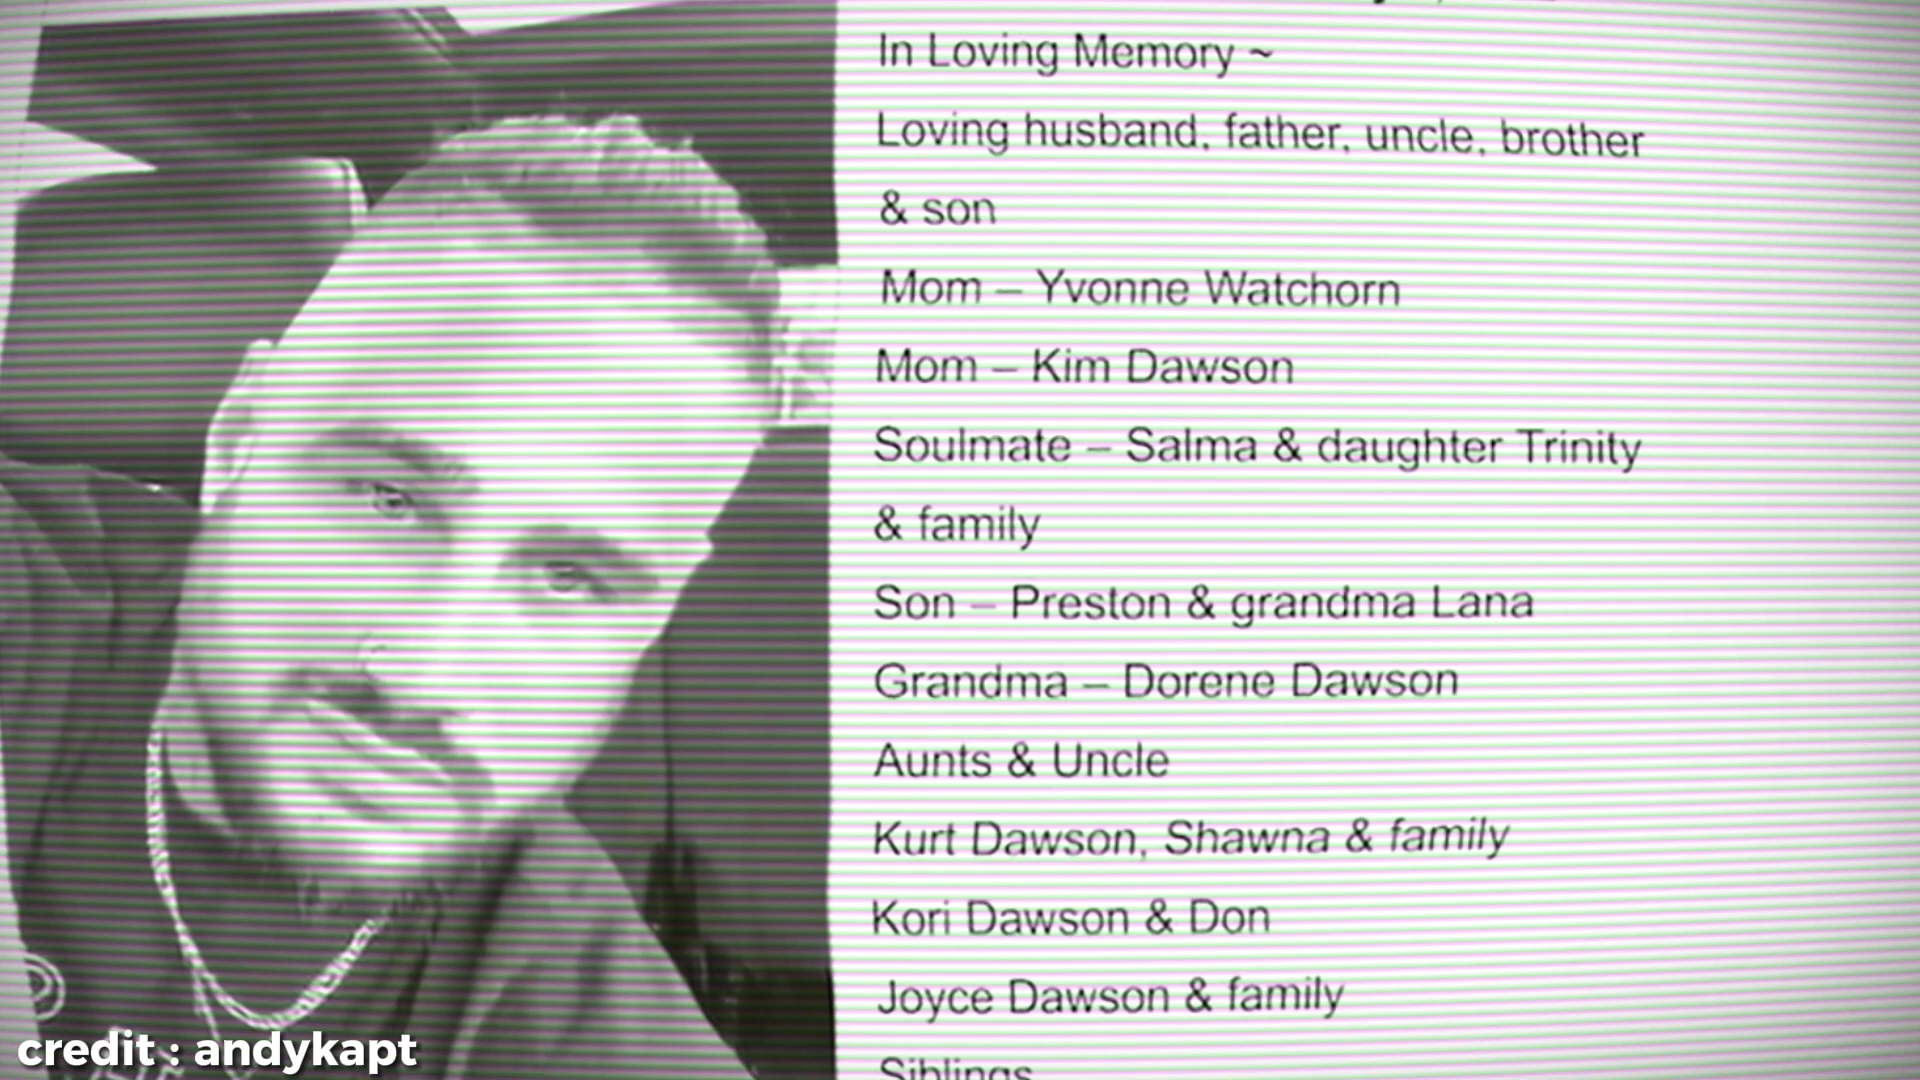 In Loving Memory ~
Loving husband, father, uncle, brother
& son
Mom – Yvonne Watchorn
Mom – Kim Dawson
Soulmate – Salma & daughter Trinity
& family
Son – Preston & grandma Lana
Grandma – Dorene Dawson
Aunts & Uncle
Kurt Dawson, Shawna & family
Kori Dawson & Don
Joyce Dawson & family
Siblings
credit : andykapt